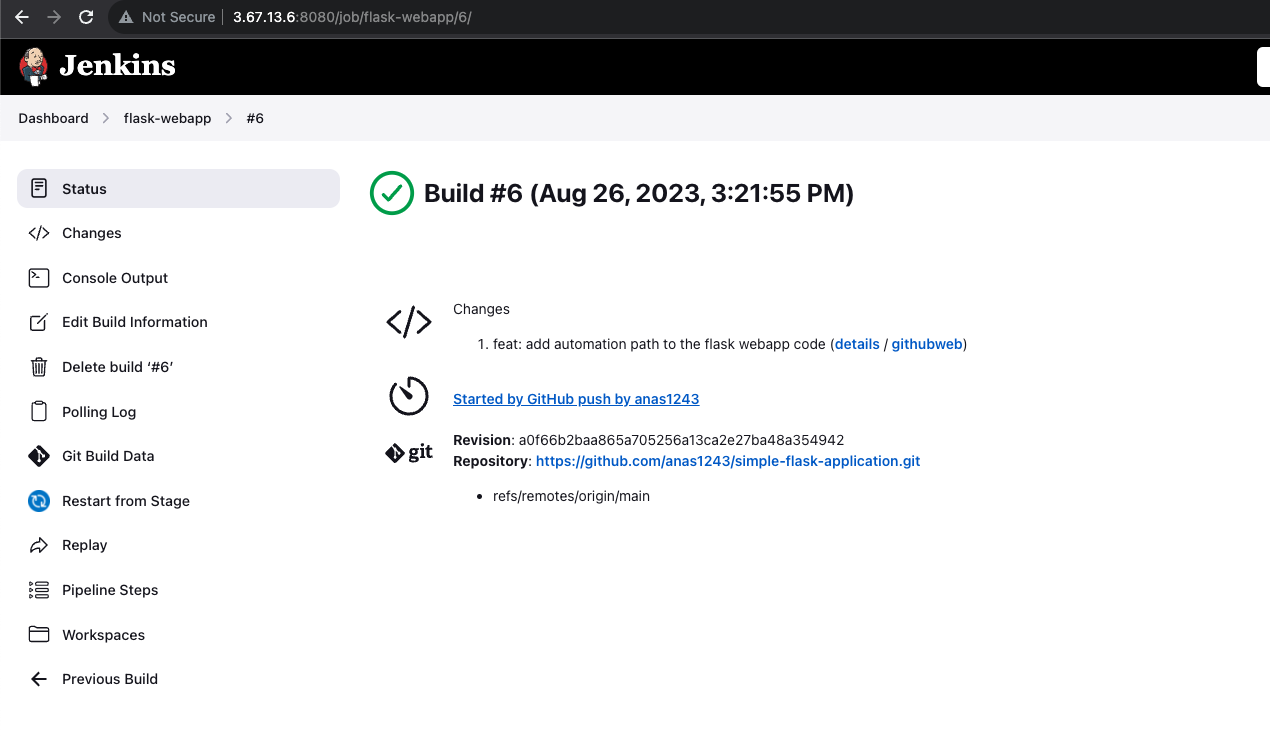 Not Secure 3.67.13.6:8080/job/flask-webapp/6/
Jenkins
Dashboard flask-webapp #6
Status
Changes
Console Output
Edit Build Information
Delete build ‘#6’
Polling Log
Git Build Data
Restart from Stage
Replay
Pipeline Steps
Workspaces
Previous Build
Build #6 (Aug 26, 2023, 3:21:55 PM)
Changes
1. feat: add automation path to the flask webapp code (details / githubweb)
Started by GitHub push by anas1243
git
Revision: a0f66b2baa865a705256a13ca2e27ba48a354942
Repository: https://github.com/anas1243/simple-flask-application.git
• refs/remotes/origin/main